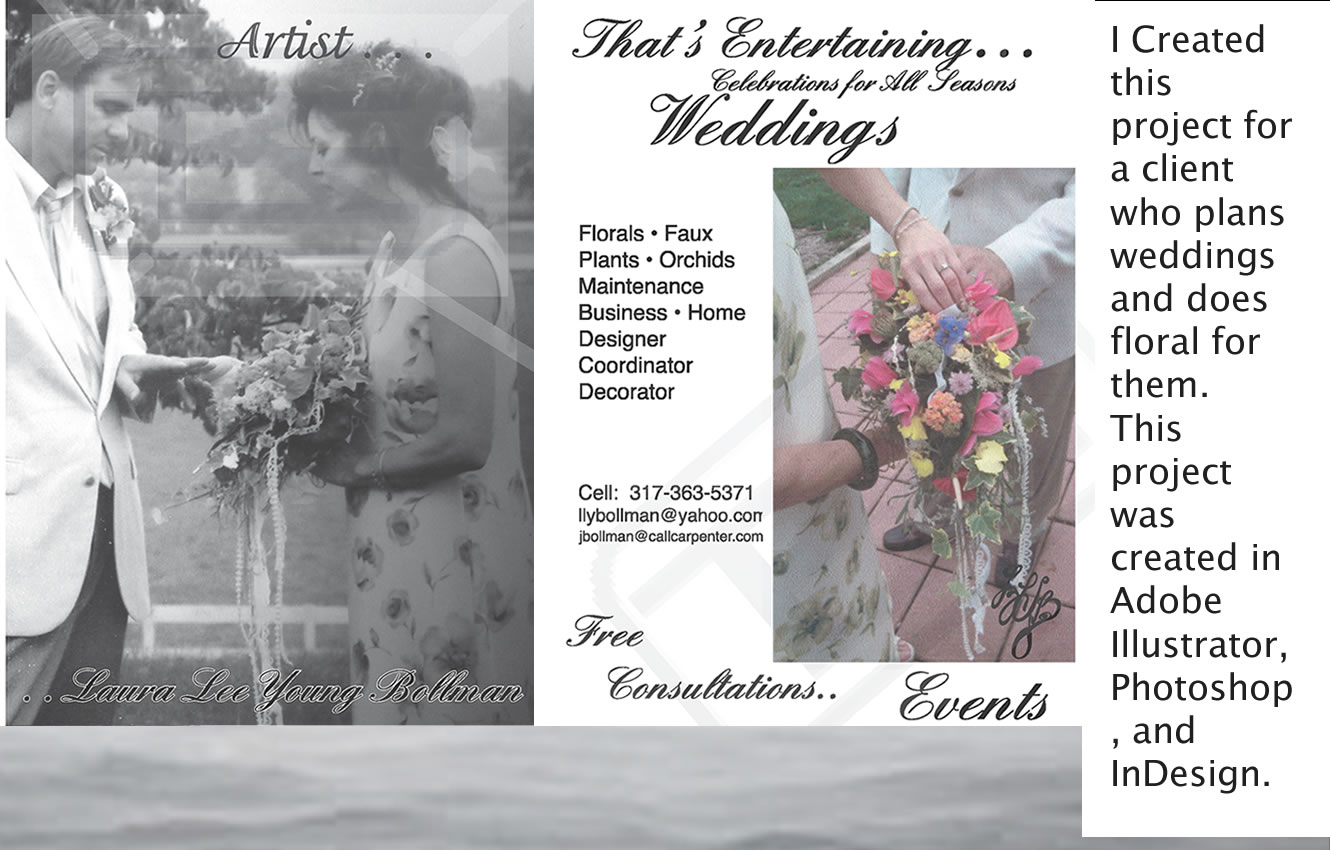 Artist . . .
. . Laura Lee Young Bollman
That's Entertaining...
Celebrations for All Seasons
Weddings
Florals • Faux
Plants • Orchids
Maintenance
Business • Home
Designer
Coordinator
Decorator
Cell:  317-363-5371
llybollman@yahoo.com
jbollman@callcarpenter.com
Free
Consultations..
Events
I Created
this
project for
a client
who plans
weddings
and does
floral for
them.
This
project
was
created in
Adobe
Illustrator,
Photoshop
, and
InDesign.